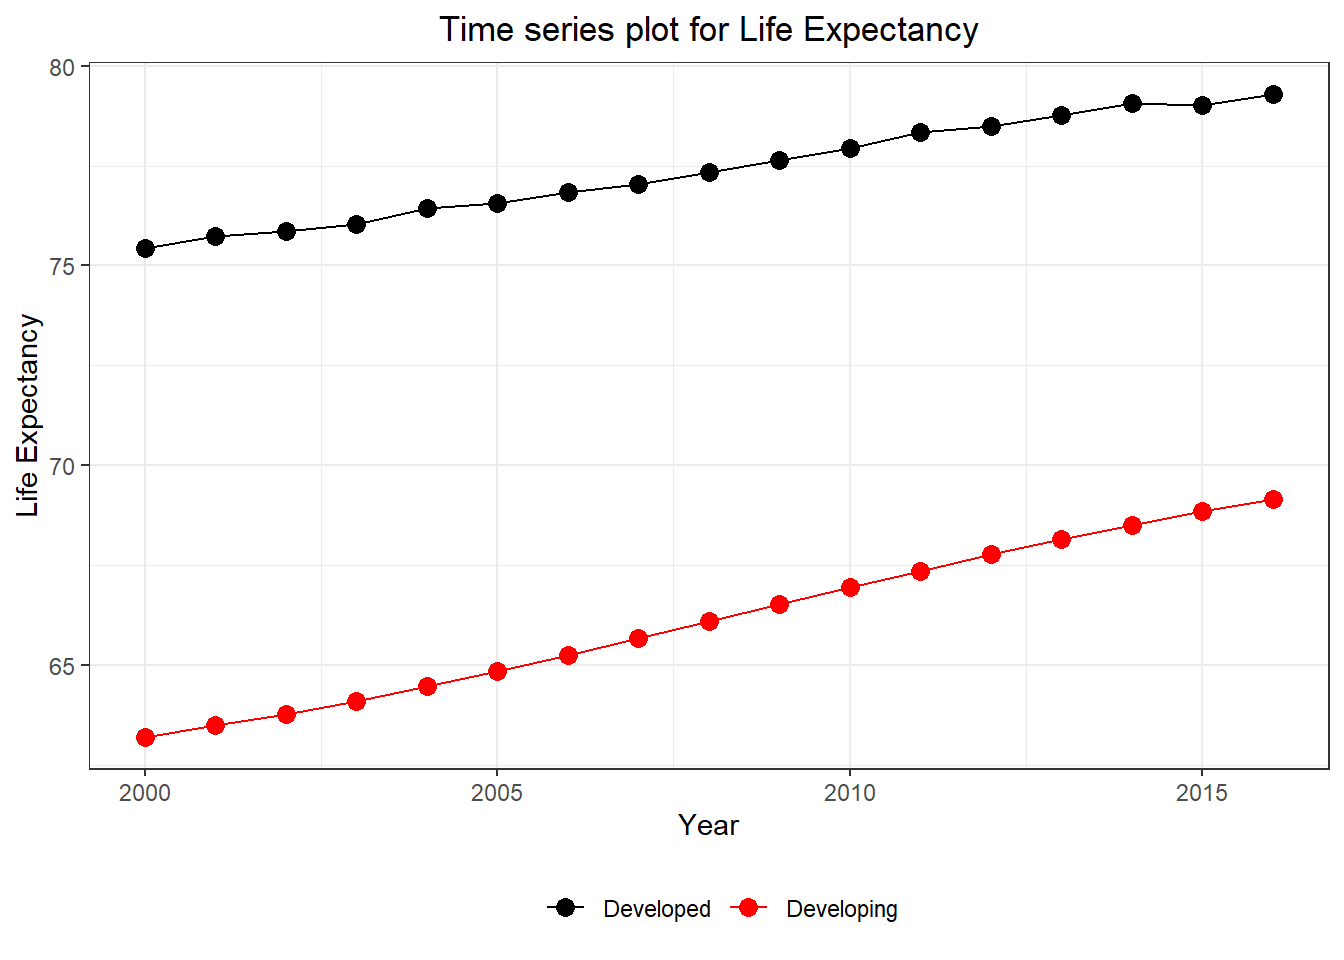 Time series plot for Life Expectancy
80
75
70
65
Life Expectancy
2000 2005 2010 2015
Year
Developed Developing